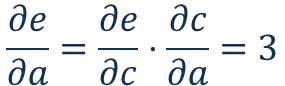 ∂e/∂a = ∂e/∂c · ∂c/∂a = 3